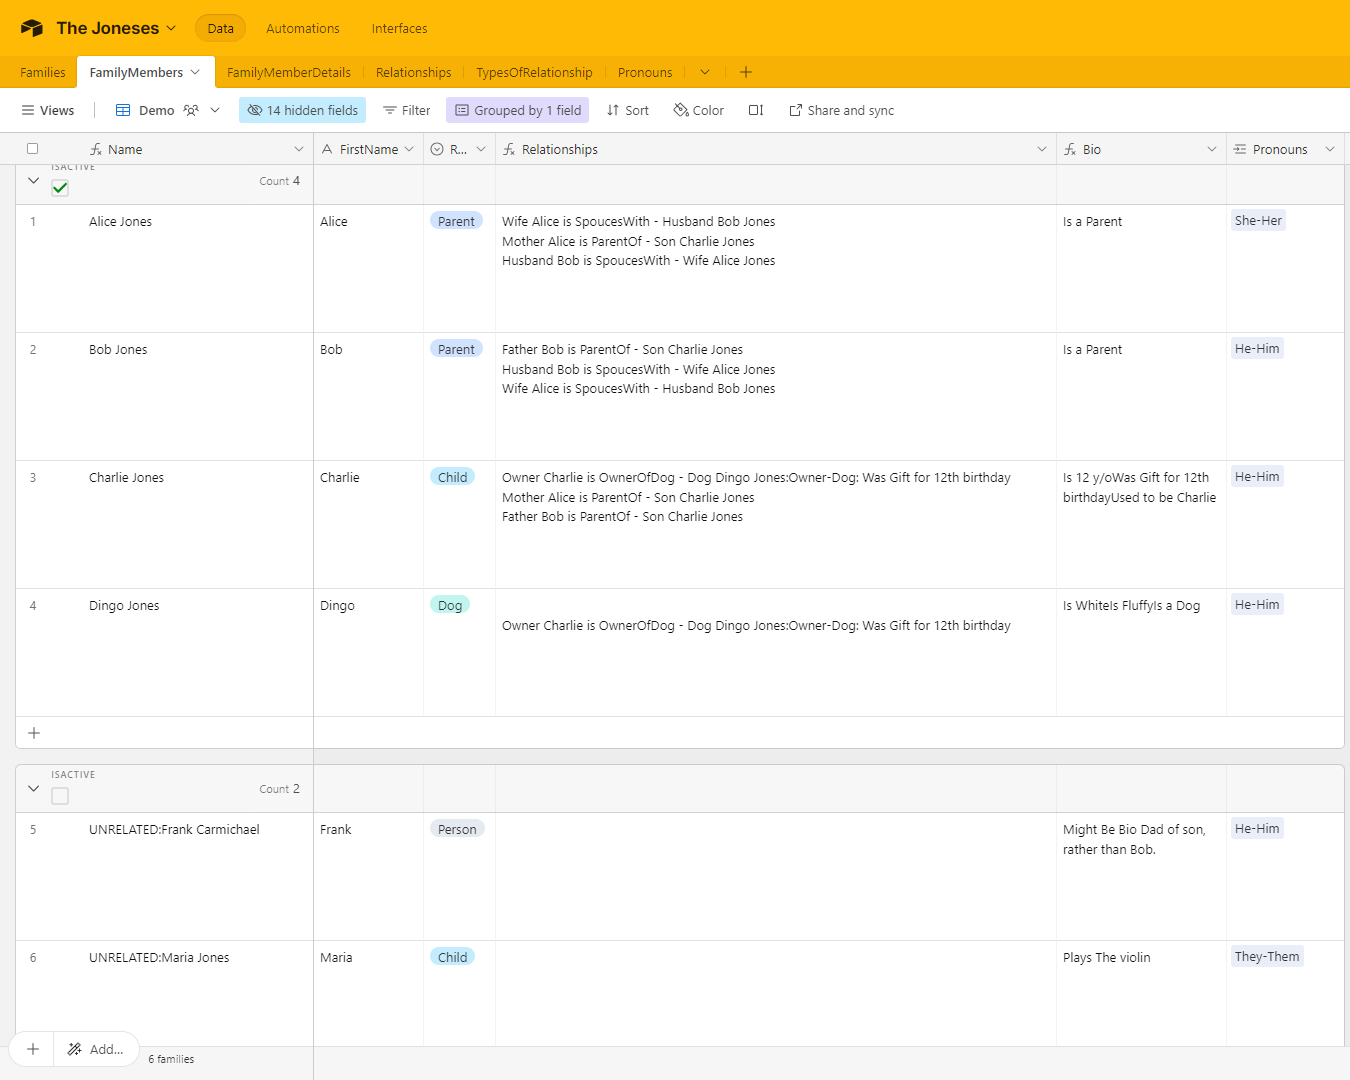 The Joneses
Data
Automations
Interfaces
Families
FamilyMembers
FamilyMemberDetails
Relationships
TypesOfRelationship
Pronouns
Views
Demo
14 hidden fields
Filter
Grouped by 1 field
Sort
Color
Share and sync
Name
FirstName
R...
Relationships
Bio
Pronouns
ISACTIVE
Count 4
1
Alice Jones
Alice
Parent
Wife Alice is SpoucesWith - Husband Bob Jones
Mother Alice is ParentOf - Son Charlie Jones
Husband Bob is SpoucesWith - Wife Alice Jones
Is a Parent
She-Her
2
Bob Jones
Bob
Parent
Father Bob is ParentOf - Son Charlie Jones
Husband Bob is SpoucesWith - Wife Alice Jones
Wife Alice is SpoucesWith - Husband Bob Jones
Is a Parent
He-Him
3
Charlie Jones
Charlie
Child
Owner Charlie is OwnerOfDog - Dog Dingo Jones:Owner-Dog: Was Gift for 12th birthday
Mother Alice is ParentOf - Son Charlie Jones
Father Bob is ParentOf - Son Charlie Jones
Is 12 y/oWas Gift for 12th
birthdayUsed to be Charlie
He-Him
4
Dingo Jones
Dingo
Dog
Owner Charlie is OwnerOfDog - Dog Dingo Jones:Owner-Dog: Was Gift for 12th birthday
Is WhiteIs FluffyIs a Dog
He-Him
ISACTIVE
Count 2
5
UNRELATED:Frank Carmichael
Frank
Person
Might Be Bio Dad of son,
rather than Bob.
He-Him
6
UNRELATED:Maria Jones
Maria
Child
Plays The violin
They-Them
Add...
6 families